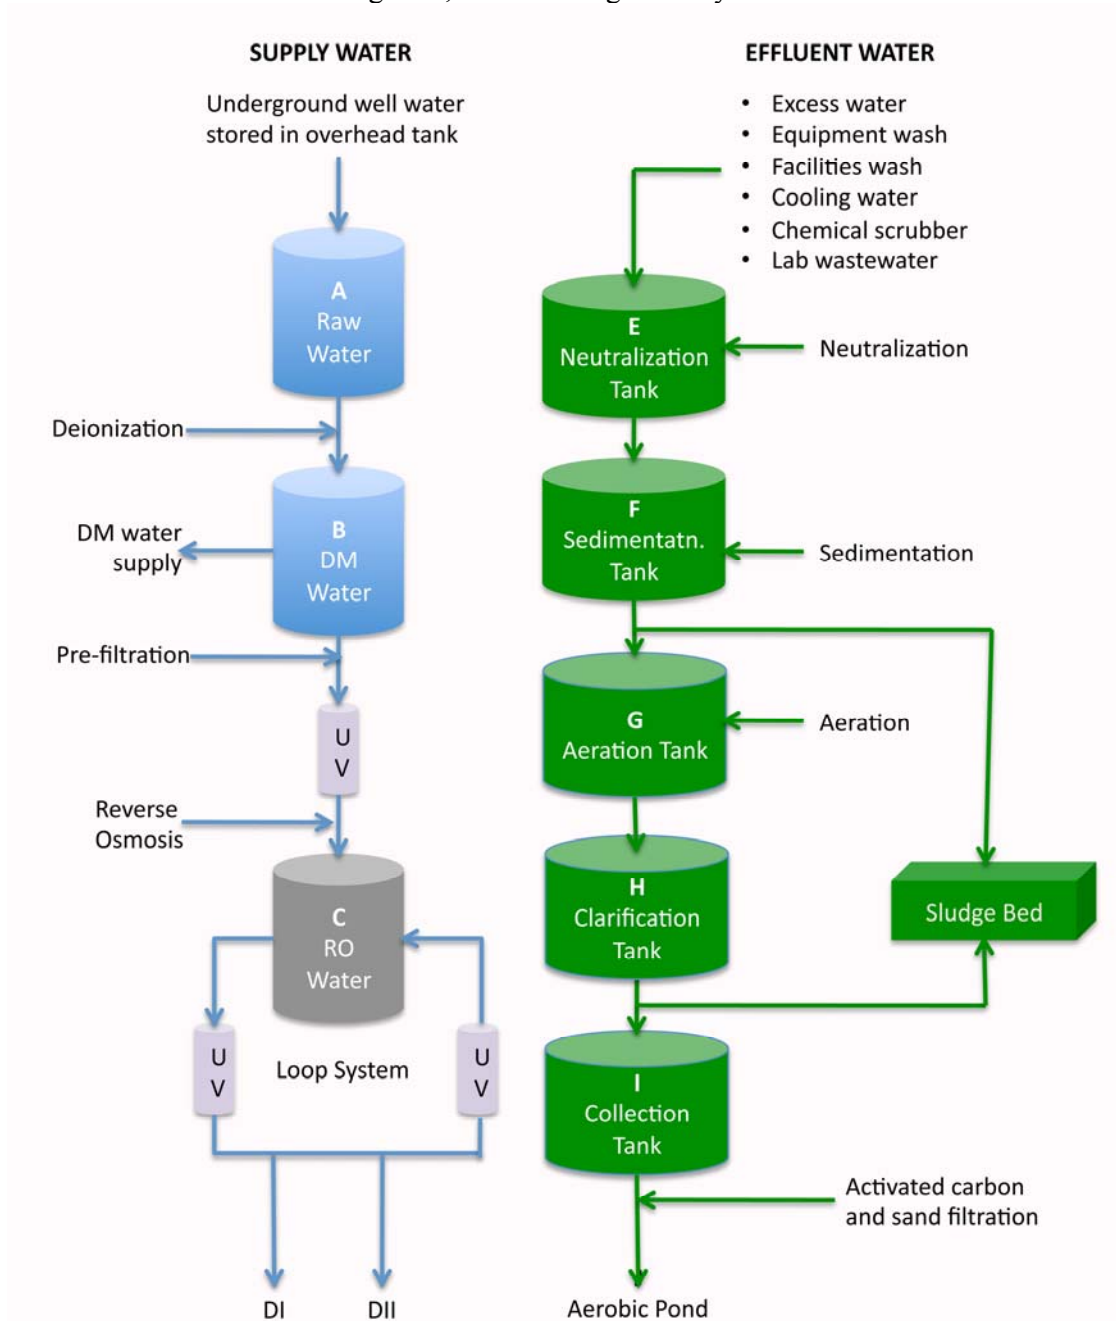 SUPPLY WATER
Underground well water
stored in overhead tank
A
Raw
Water
Deionization
B
DM
Water
DM water
supply
Pre-filtration
U
V
Reverse
Osmosis
C
RO
Water
U
V
Loop System
U
V
DI
DII
EFFLUENT WATER
• Excess water
• Equipment wash
• Facilities wash
• Cooling water
• Chemical scrubber
• Lab wastewater
E
Neutralization
Tank
Neutralization
F
Sedimentatn.
Tank
Sedimentation
G
Aeration Tank
Aeration
H
Clarification
Tank
Sludge Bed
I
Collection
Tank
Activated carbon
and sand filtration
Aerobic Pond